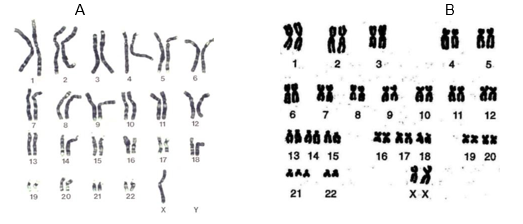 A
1 2 3 4 5 6
7 8 9 10 11 12
13 14 15 16 17 18
19 20 21 22 X Y
B
1 2 3 4 5
6 7 8 9 10 11 12
13 14 15 16 17 18 19 20
21 22 X X